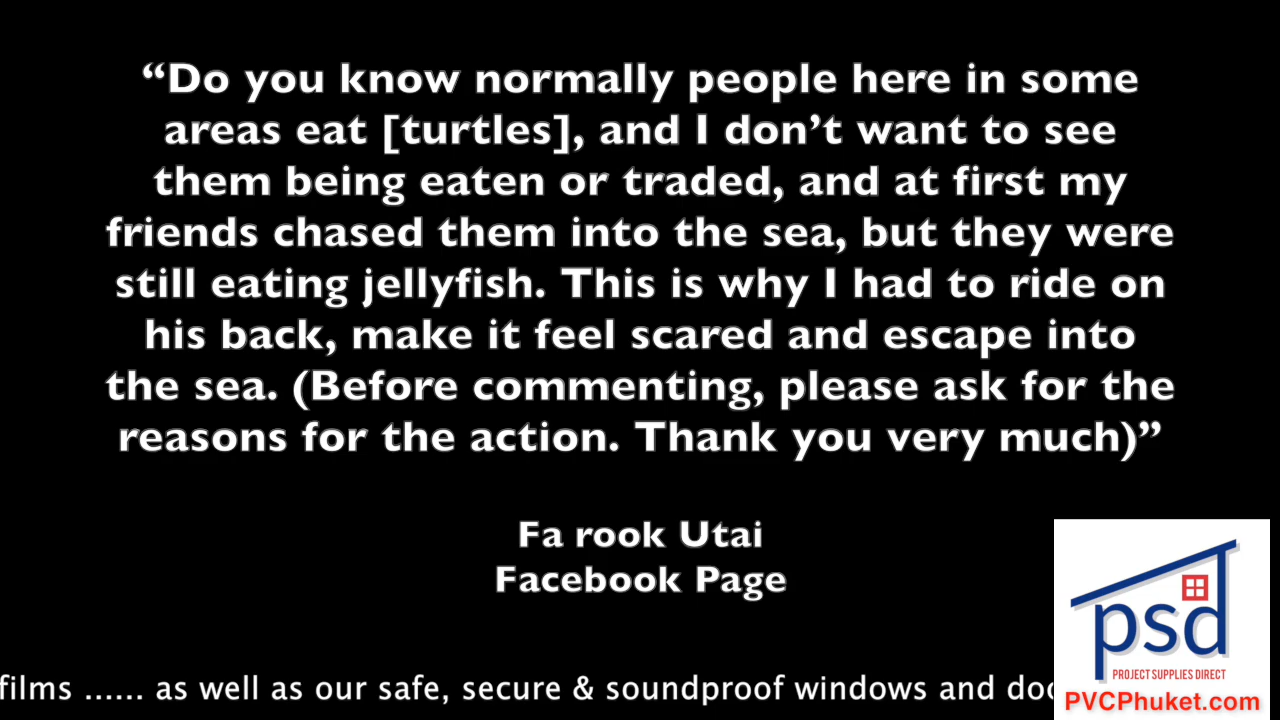 “Do you know normally people here in some
areas eat [turtles], and I don’t want to see
them being eaten or traded, and at first my
friends chased them into the sea, but they were
still eating jellyfish. This is why I had to ride on
his back, make it feel scared and escape into
the sea. (Before commenting, please ask for the
reasons for the action. Thank you very much)”
Fa rook Utai
Facebook Page
psd
PROJECT SUPPLIES DIRECT
films ...... as well as our safe, secure & soundproof windows and
PVCPhuket.com